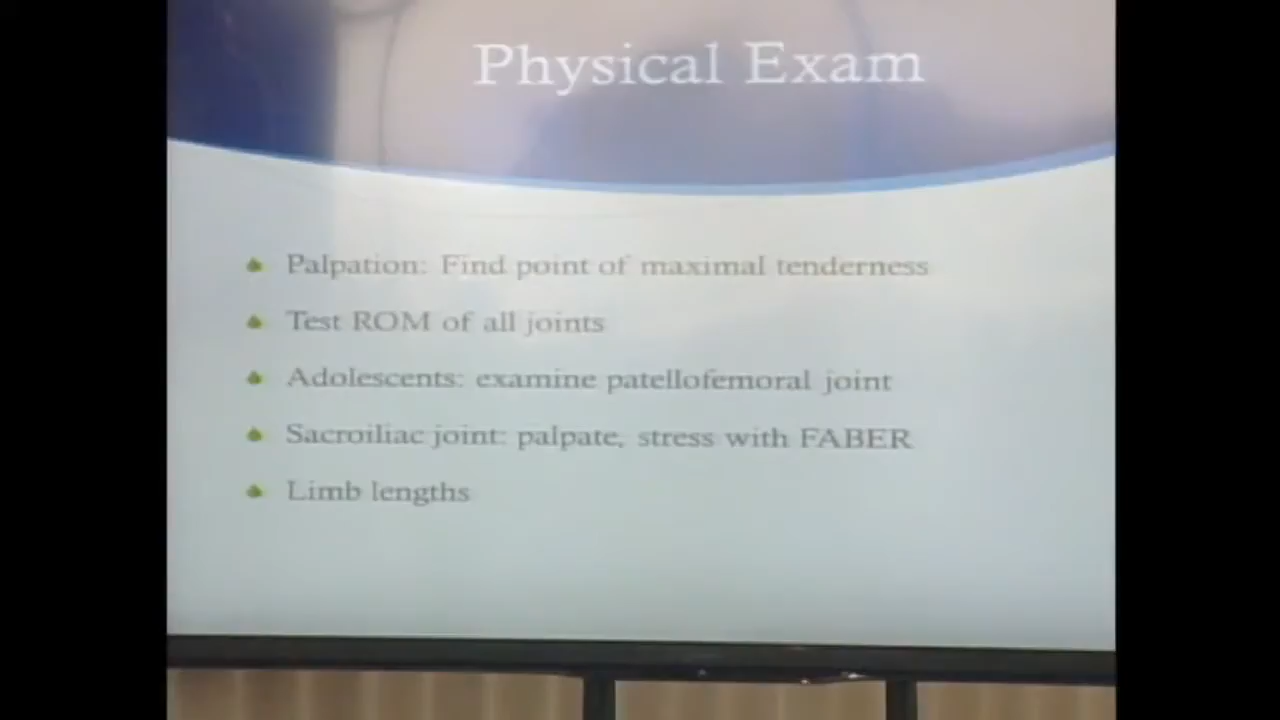 Physical Exam
Palpation: Find point of maximal tenderness
Test ROM of all joints
Adolescents: examine patellofemoral joint
Sacroiliac joint: palpate, stress with FABER
Limb lengths